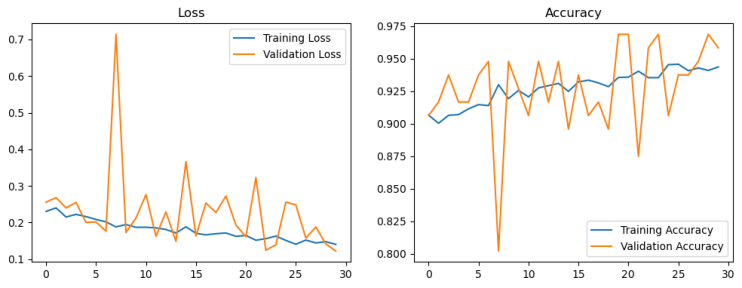 Loss
Training Loss
Validation Loss
0.7
0.6
0.5
0.4
0.3
0.2
0.1
0 5 10 15 20 25 30
Accuracy
0.975
0.950
0.925
0.900
0.875
0.850
0.825
0.800
Training Accuracy
Validation Accuracy
0 5 10 15 20 25 30